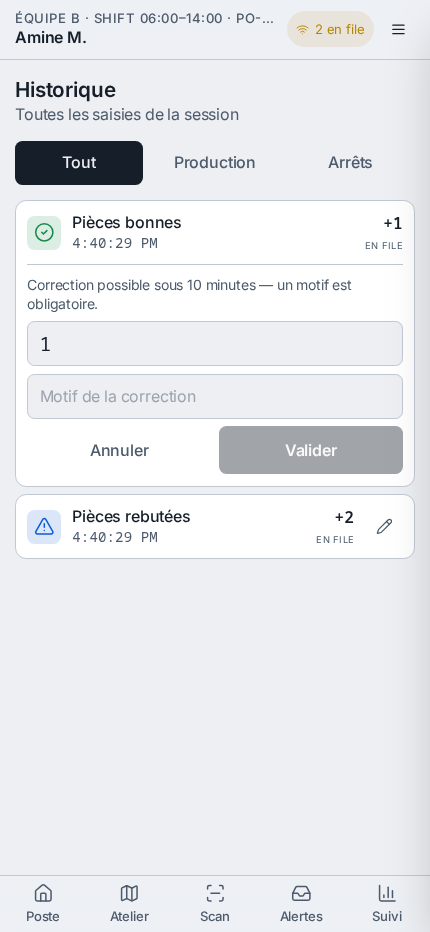 ÉQUIPE B · SHIFT 06:00–14:00 · PO-...
Amine M.
2 en file
Historique
Toutes les saisies de la session
Tout
Production
Arrêts
Pièces bonnes
+1
4:40:29 PM
EN FILE
Correction possible sous 10 minutes — un motif est
obligatoire.
1
Motif de la correction
Annuler
Valider
Pièces rebutées
+2
4:40:29 PM
EN FILE
Poste
Atelier
Scan
Alertes
Suivi